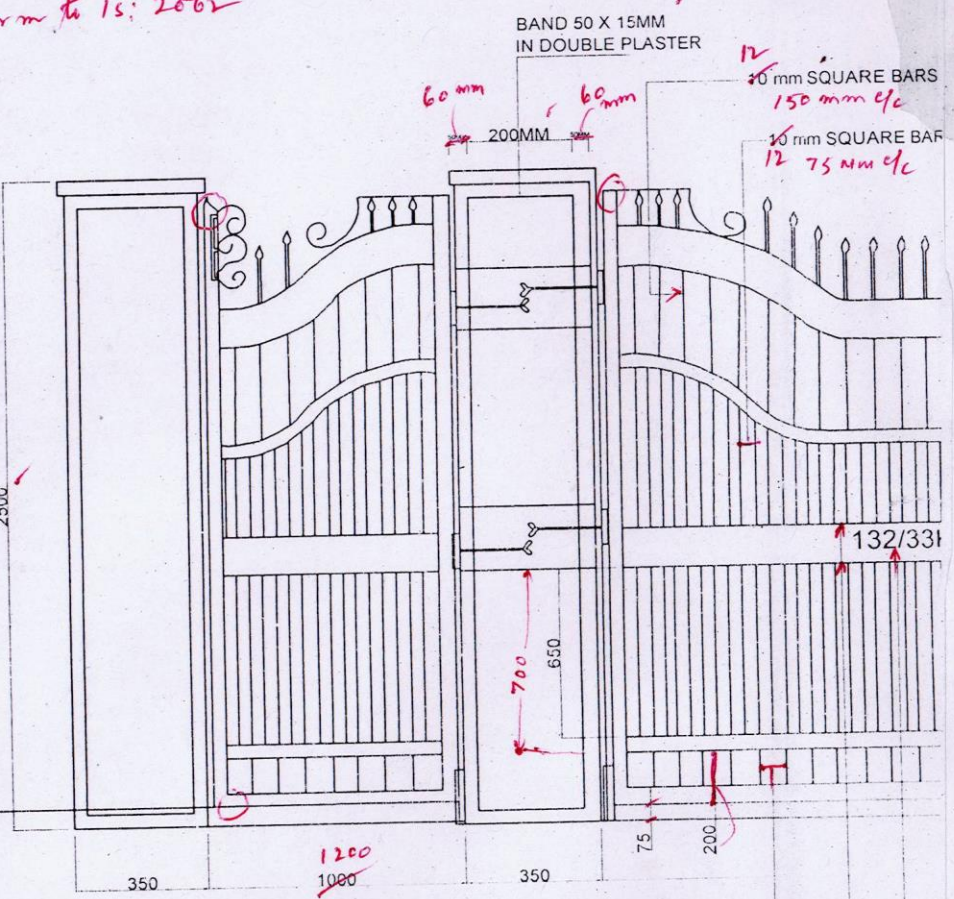 m to Is: 2062
BAND 50 X 15MM
IN DOUBLE PLASTER
12
10 mm SQUARE BARS
150 mm c/c
60 mm
60 mm
200MM
10 mm SQUARE BAR
12 75 mm c/c
2500
132/33
700
650
75
200
1200
350
1000
350